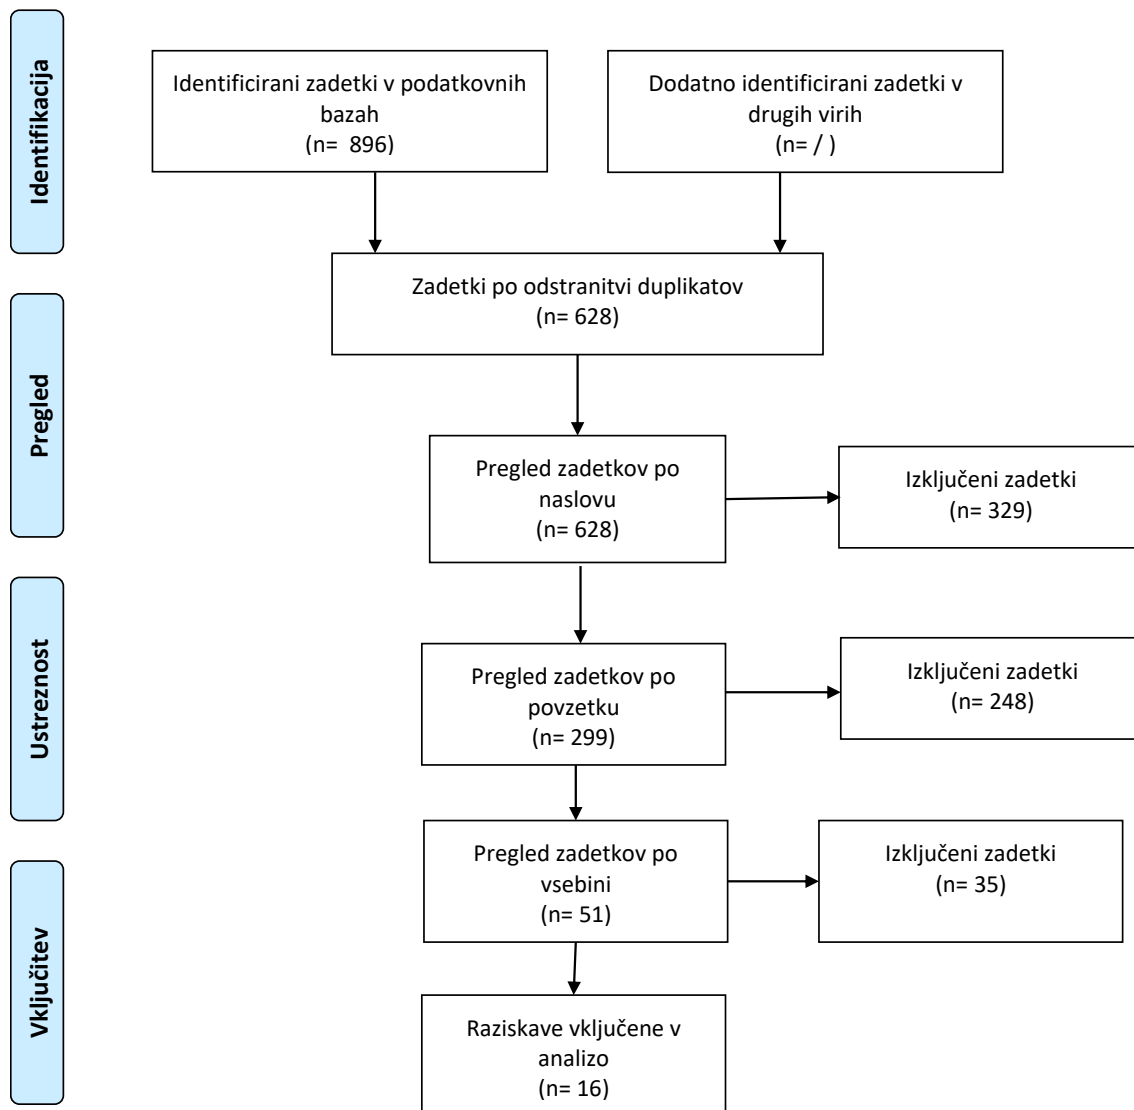 Identifikacija
Identificirani zadetki v podatkovnih
bazah
(n=  896)
Dodatno identificirani zadetki v
drugih virih
(n= / )
Zadetki po odstranitvi duplikatov
(n= 628)
Pregled
Pregled zadetkov po
naslovu
(n= 628)
Izključeni zadetki
(n= 329)
Ustreznost
Pregled zadetkov po
povzetku
(n= 299)
Izključeni zadetki
(n= 248)
Pregled zadetkov po
vsebini
(n= 51)
Izključeni zadetki
(n= 35)
Vključitev
Raziskave vključene v
analizo
(n= 16)